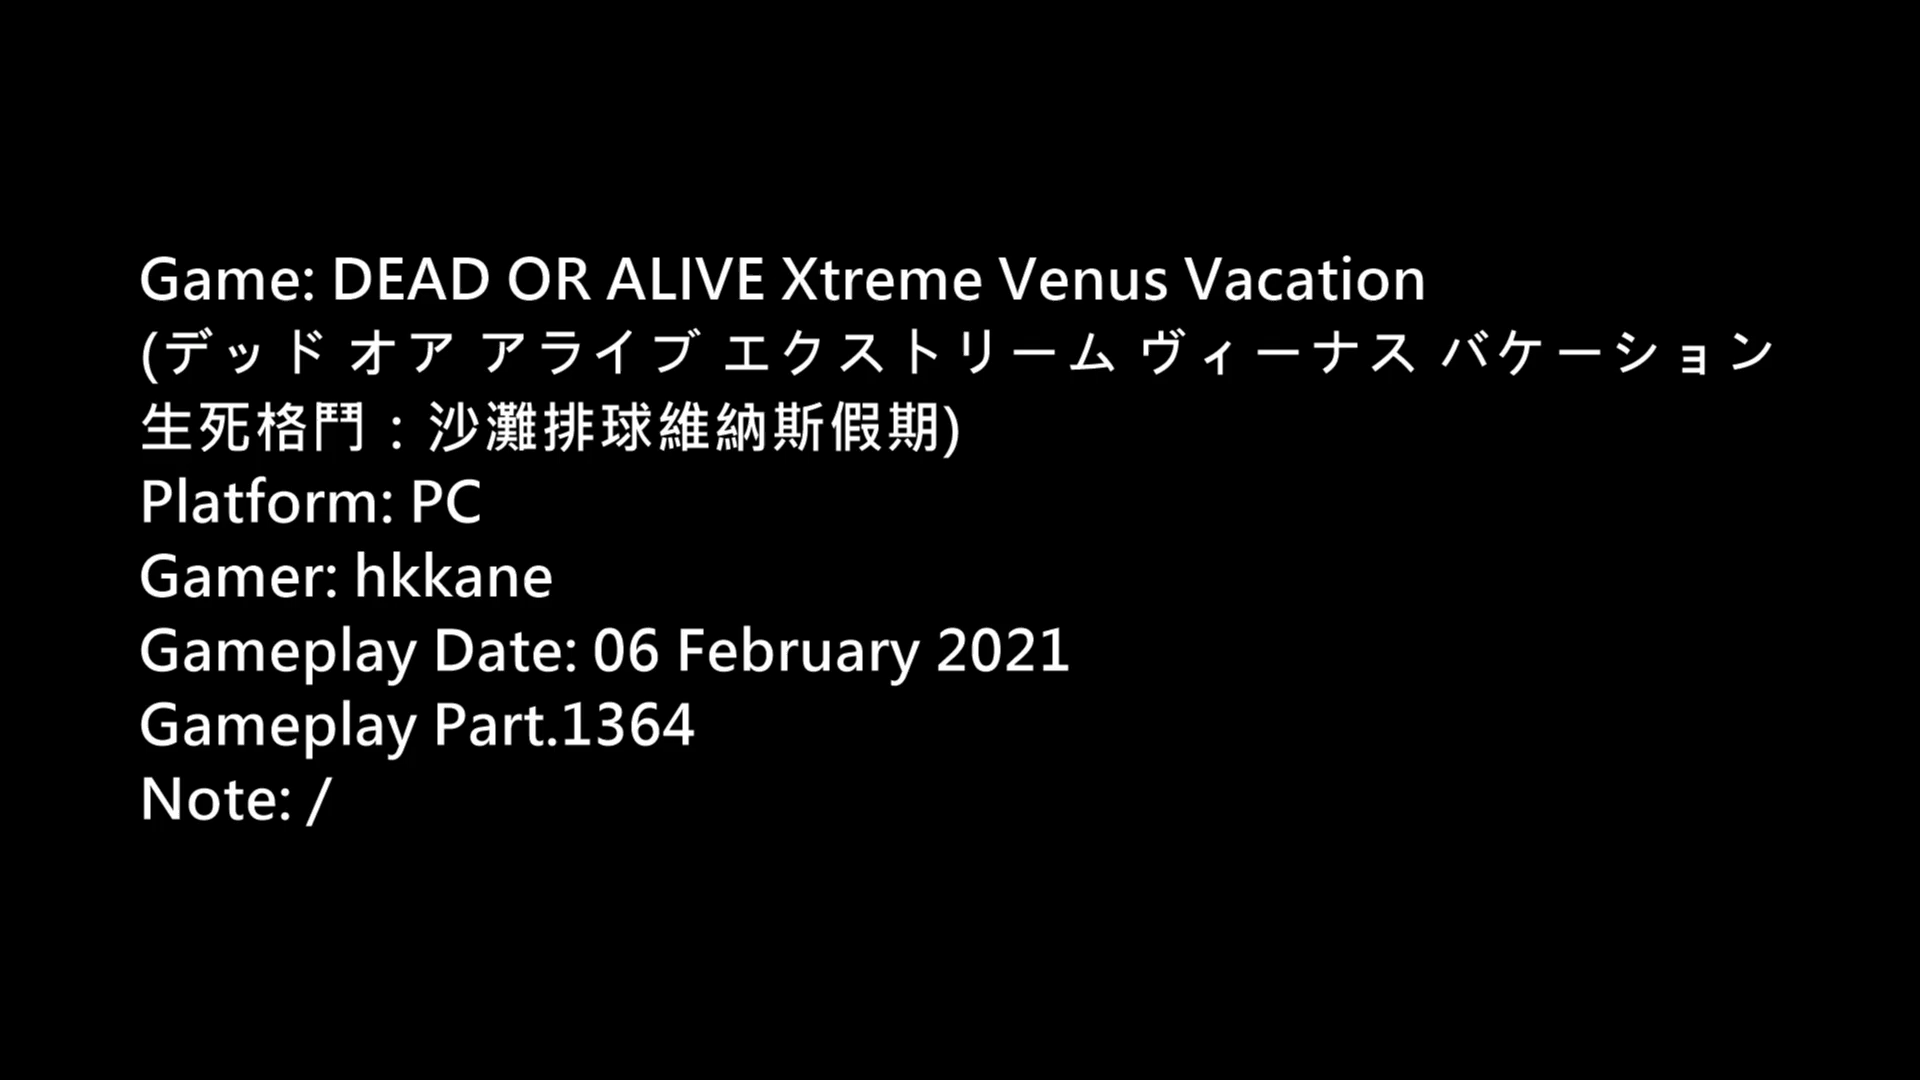 Game: DEAD OR ALIVE Xtreme Venus Vacation
(デッド オア アライブ エクストリーム ヴィーナス バケーション
生死格鬥：沙灘排球維納斯假期)
Platform: PC
Gamer: hkkane
Gameplay Date: 06 February 2021
Gameplay Part.1364
Note: /